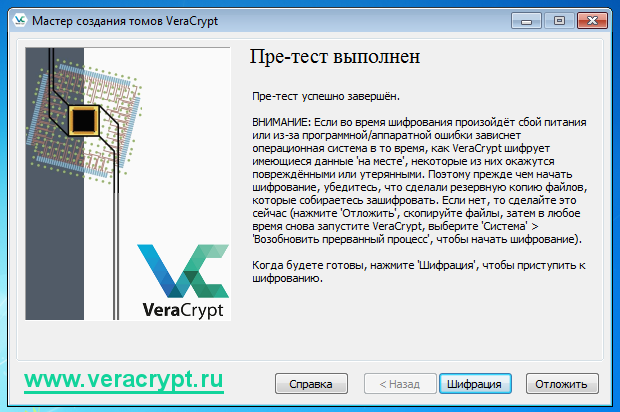 Мастер создания томов VeraCrypt
Пре-тест выполнен
Пре-тест успешно завершён.
ВНИМАНИЕ: Если во время шифрования произойдёт сбой питания
или из-за программной/аппаратной ошибки зависнет
операционная система в то время, как VeraCrypt шифрует
имеющиеся данные 'на месте', некоторые из них окажутся
повреждёнными или утерянными. Поэтому прежде чем начать
шифрование, убедитесь, что сделали резервную копию файлов,
которые собираетесь зашифровать. Если нет, то сделайте это
сейчас (нажмите 'Отложить', скопируйте файлы, затем в любое
время снова запустите VeraCrypt, выберите 'Система' >
'Возобновить прерванный процесс', чтобы начать шифрование).
Когда будете готовы, нажмите 'Шифрация', чтобы приступить к
шифрованию.
VeraCrypt
www.veracrypt.ru
Справка
< Назад
Шифрация
Отложить